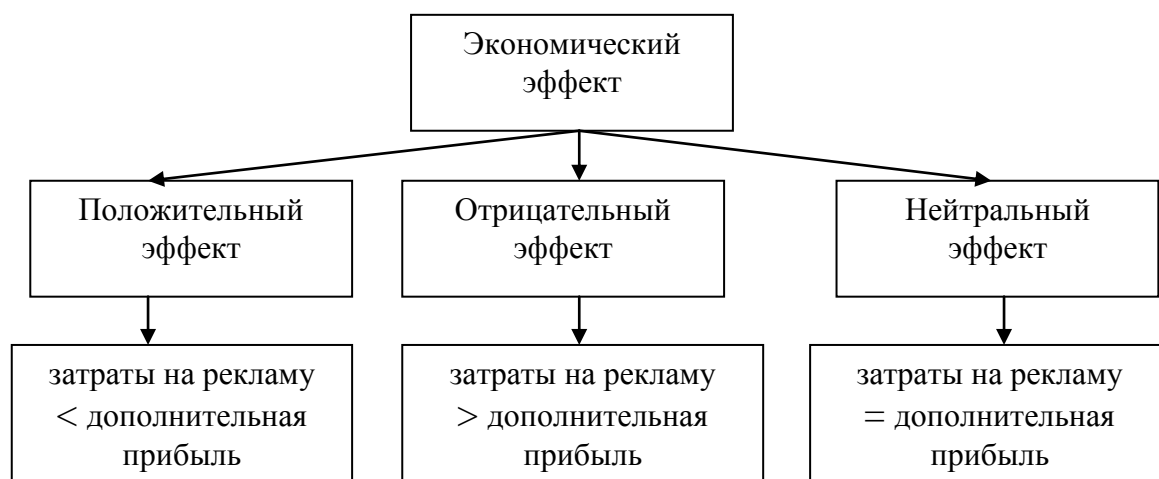 Экономический
эффект
Положительный
эффект
Отрицательный
эффект
Нейтральный
эффект
затраты на рекламу
< дополнительная
прибыль
затраты на рекламу
> дополнительная
прибыль
затраты на рекламу
= дополнительная
прибыль